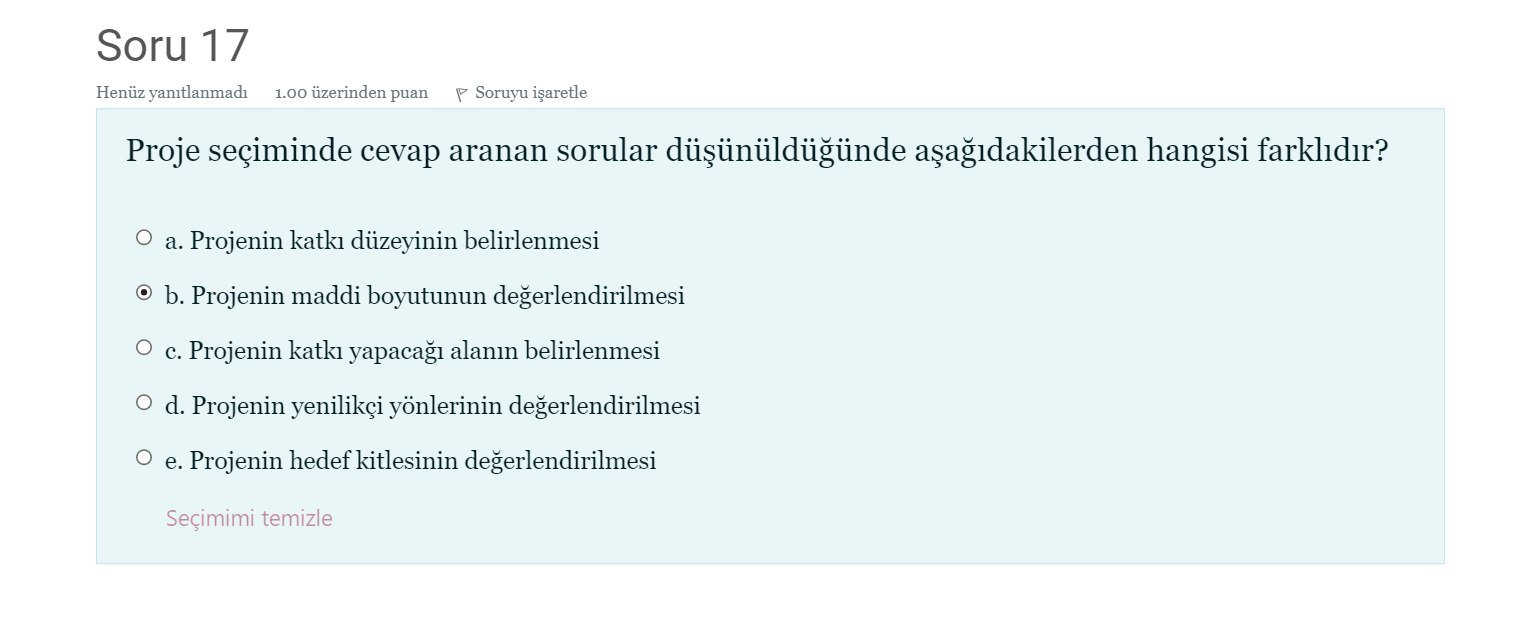 Soru 17
Henüz yanıtlanmadı 1.00 üzerinden puan Soruyu işaretle
Proje seçiminde cevap aranan sorular düşünüldüğünde aşağıdakilerden hangisi farklıdır?
a. Projenin katkı düzeyinin belirlenmesi
b. Projenin maddi boyutunun değerlendirilmesi
c. Projenin katkı yapacağı alanın belirlenmesi
d. Projenin yenilikçi yönlerinin değerlendirilmesi
e. Projenin hedef kitlesinin değerlendirilmesi
Seçimimi temizle